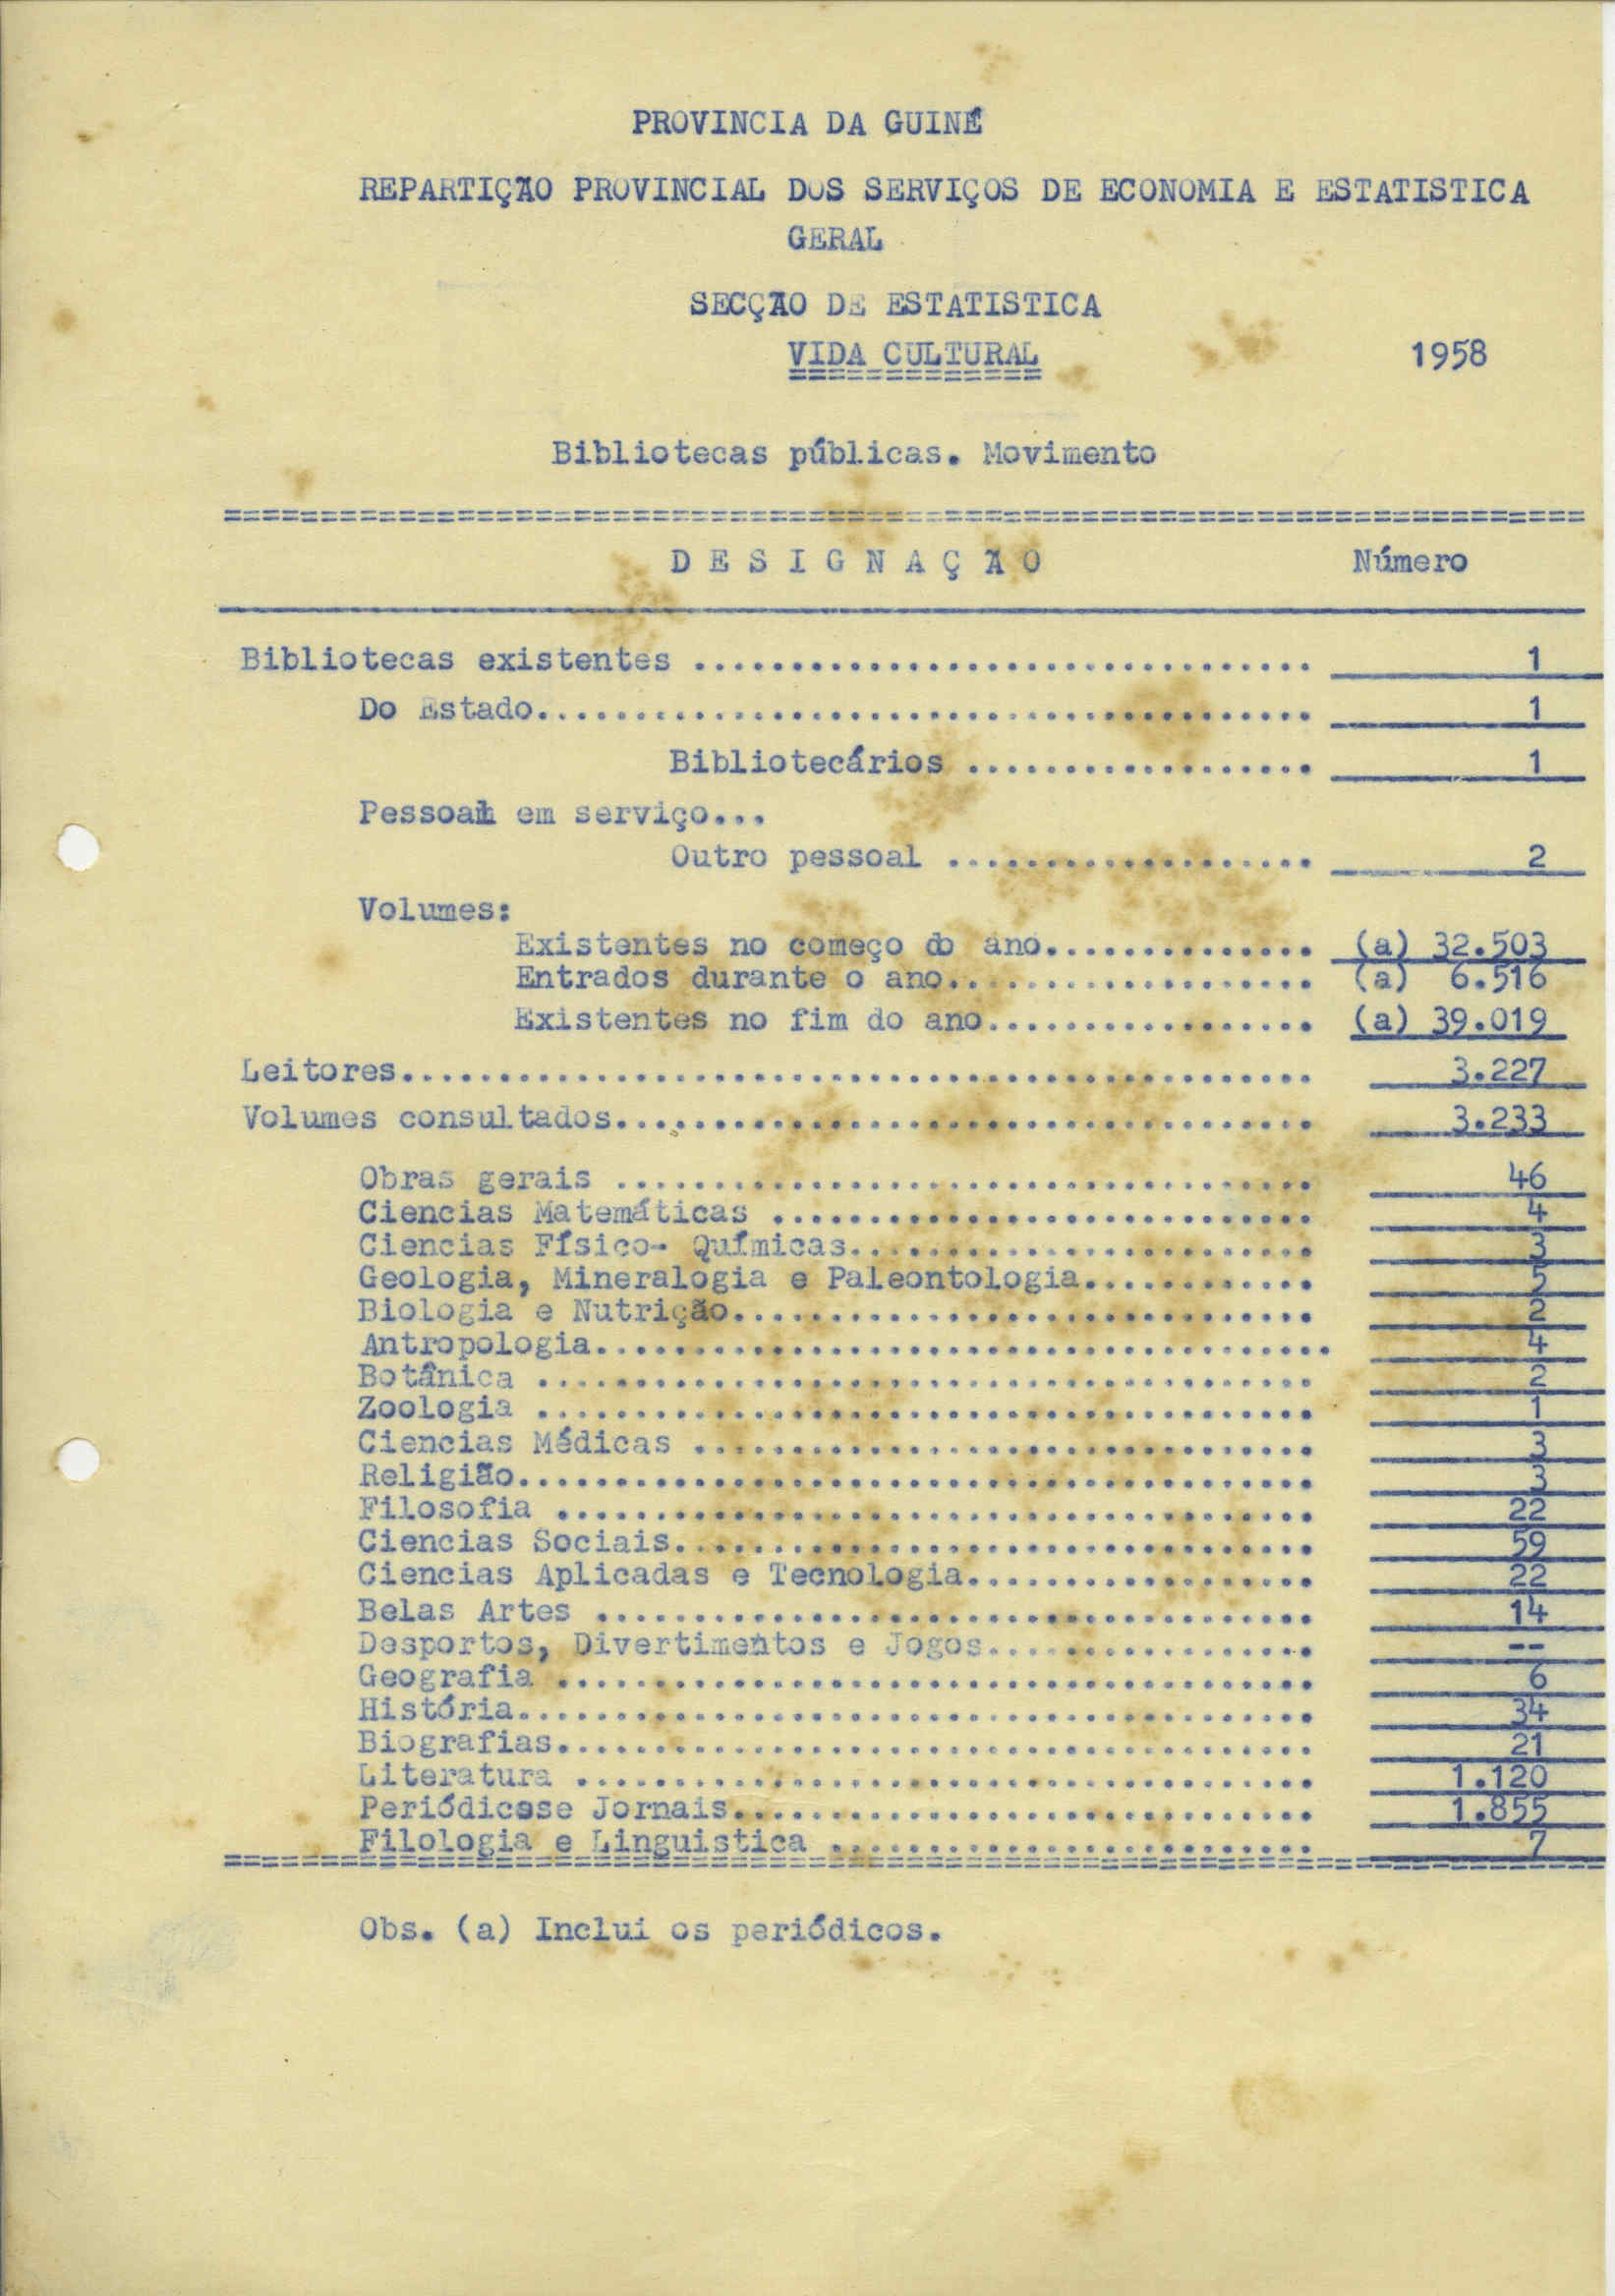 PROVINCIA DA GUINÉ
REPARTIÇÃO PROVINCIAL DOS SERVIÇOS DE ECONOMIA E ESTATISTICA
GERAL
SECÇÃO DE ESTATISTICA
VIDA CULTURAL 1958
=============
Bibliotecas públicas. Movimento
D E S I G N A Ç Ã O Número
Bibliotecas existentes ................................ 1
Do Estado........................................ 1
Bibliotecários .................. 1
Pessoal em serviço...
Outro pessoal ................... 2
Volumes:
Existentes no começo do ano.............. (a) 32.503
Entrados durante o ano................... (a) 6.516
Existentes no fim do ano................. (a) 39.019
Leitores............................................... 3.227
Volumes consultados.................................... 3.233
Obras gerais .................................... 46
Ciencias Matemáticas ............................ 4
Ciencias Físico- Químicas........................ 3
Geologia, Mineralogia e Paleontologia............ 5
Biologia e Nutrição.............................. 2
Antropologia...................................... 4
Botânica ........................................ 2
Zoologia ........................................ 1
Ciencias Médicas ................................ 3
Religião......................................... 3
Filosofia ....................................... 22
Ciencias Sociais................................. 59
Ciencias Aplicadas e Tecnologia.................. 22
Belas Artes ..................................... 14
Desportos, Divertimentos e Jogos................. --
Geografia ....................................... 6
História......................................... 34
Biografias....................................... 21
Literatura ...................................... 1.120
Periódicose Jornais.............................. 1.855
Filologia e Linguistica ......................... 7
Obs. (a) Inclui os periódicos.